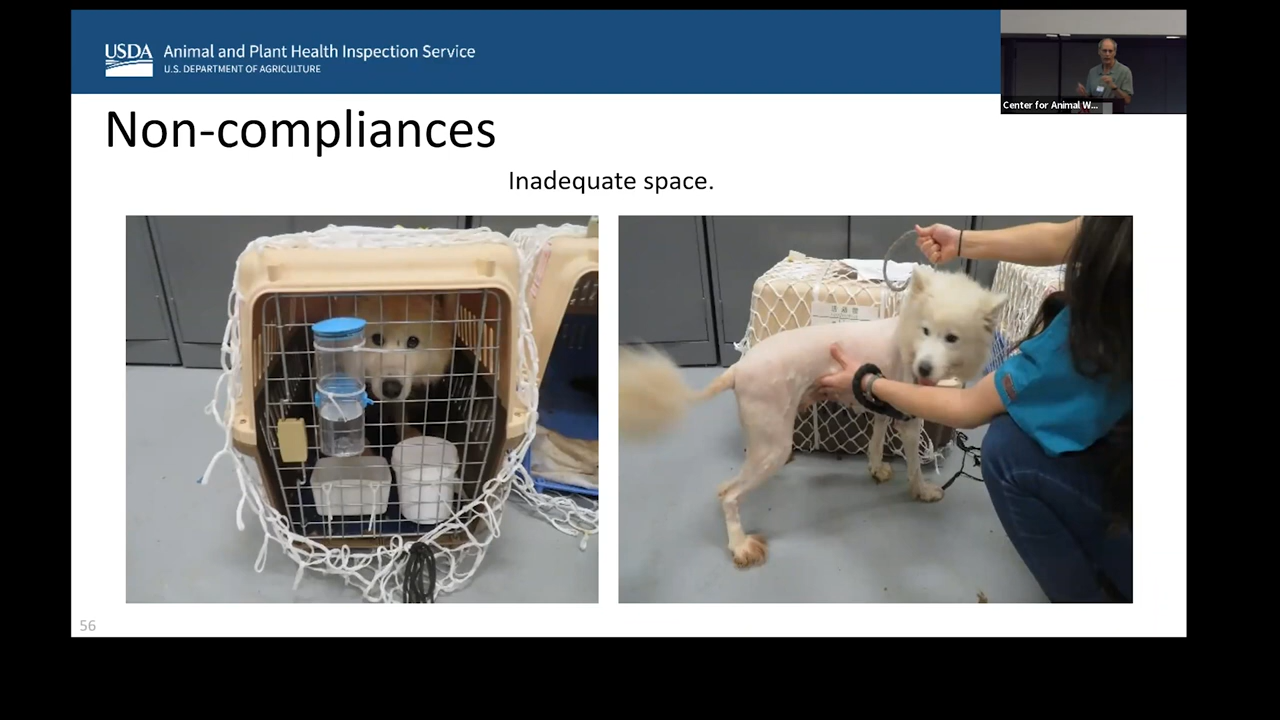 USDA Animal and Plant Health Inspection Service
U.S. DEPARTMENT OF AGRICULTURE
Center for Animal W...
Non-compliances
Inadequate space.
56